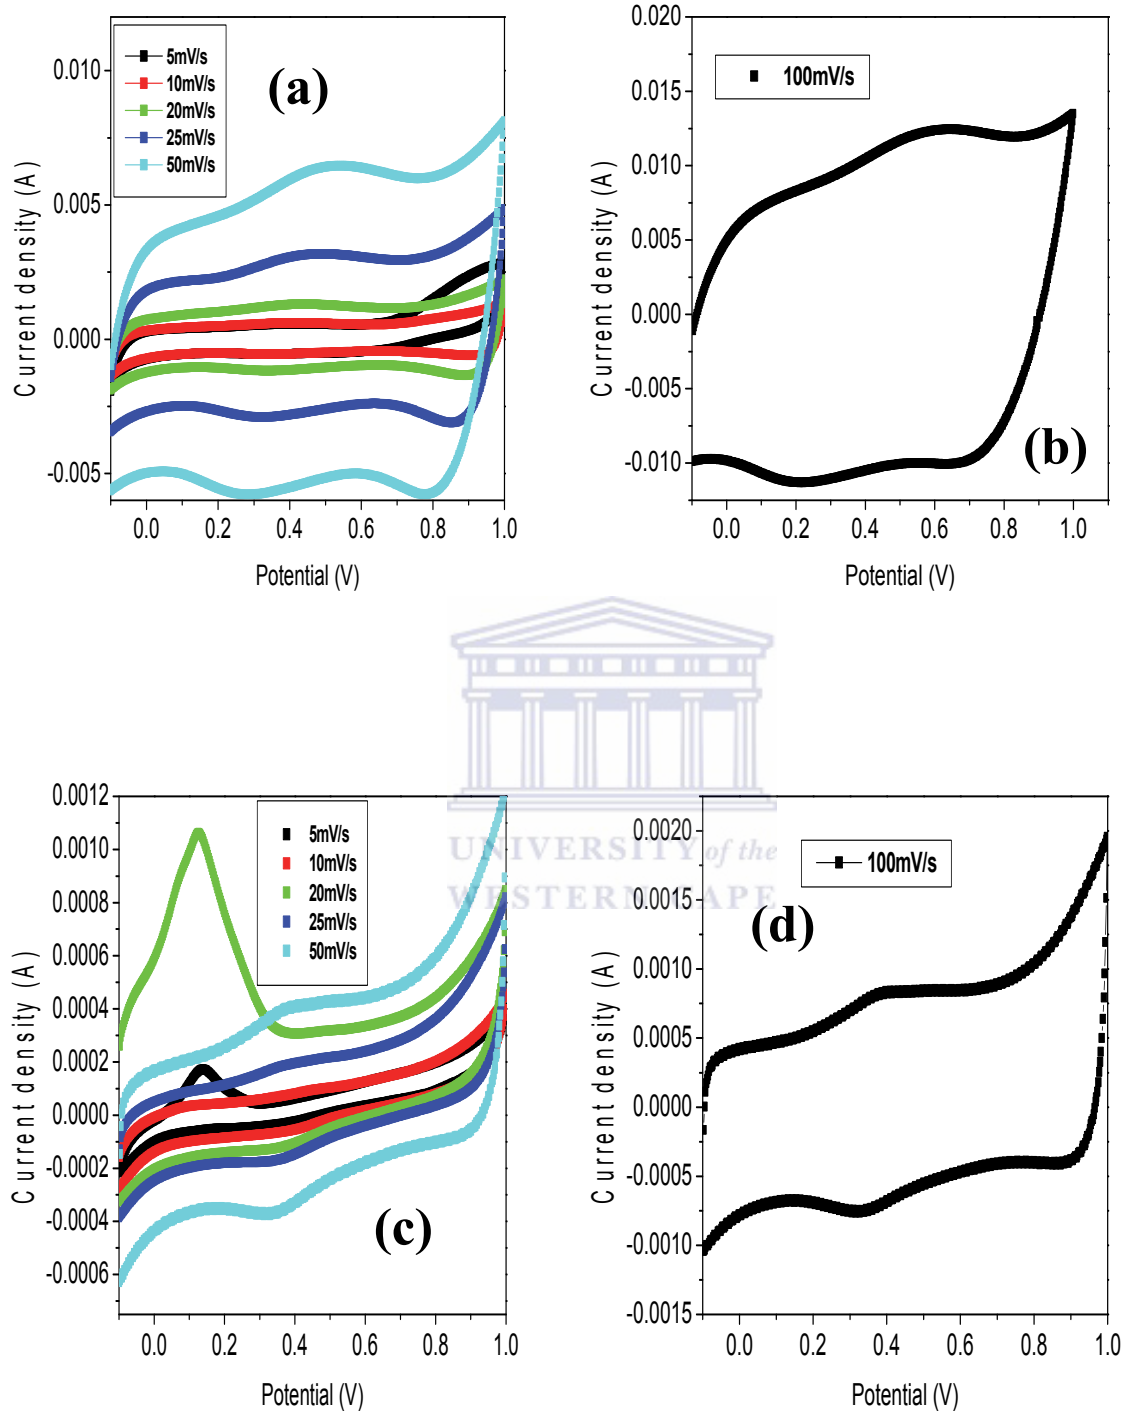 (a)
5mV/s
10mV/s
20mV/s
25mV/s
50mV/s
0.010
0.005
0.000
-0.005
Current density (A)
0.0 0.2 0.4 0.6 0.8 1.0
Potential (V)
(b)
100mV/s
0.020
0.015
0.010
0.005
0.000
-0.005
-0.010
Current density (A)
0.0 0.2 0.4 0.6 0.8 1.0
Potential (V)
UNIVERSITY of the
WESTERN CAPE
(c)
5mV/s
10mV/s
20mV/s
25mV/s
50mV/s
0.0012
0.0010
0.0008
0.0006
0.0004
0.0002
0.0000
-0.0002
-0.0004
-0.0006
Current density (A)
0.0 0.2 0.4 0.6 0.8 1.0
Potential (V)
(d)
100mV/s
0.0020
0.0015
0.0010
0.0005
0.0000
-0.0005
-0.0010
-0.0015
Current density (A)
0.0 0.2 0.4 0.6 0.8 1.0
Potential (V)